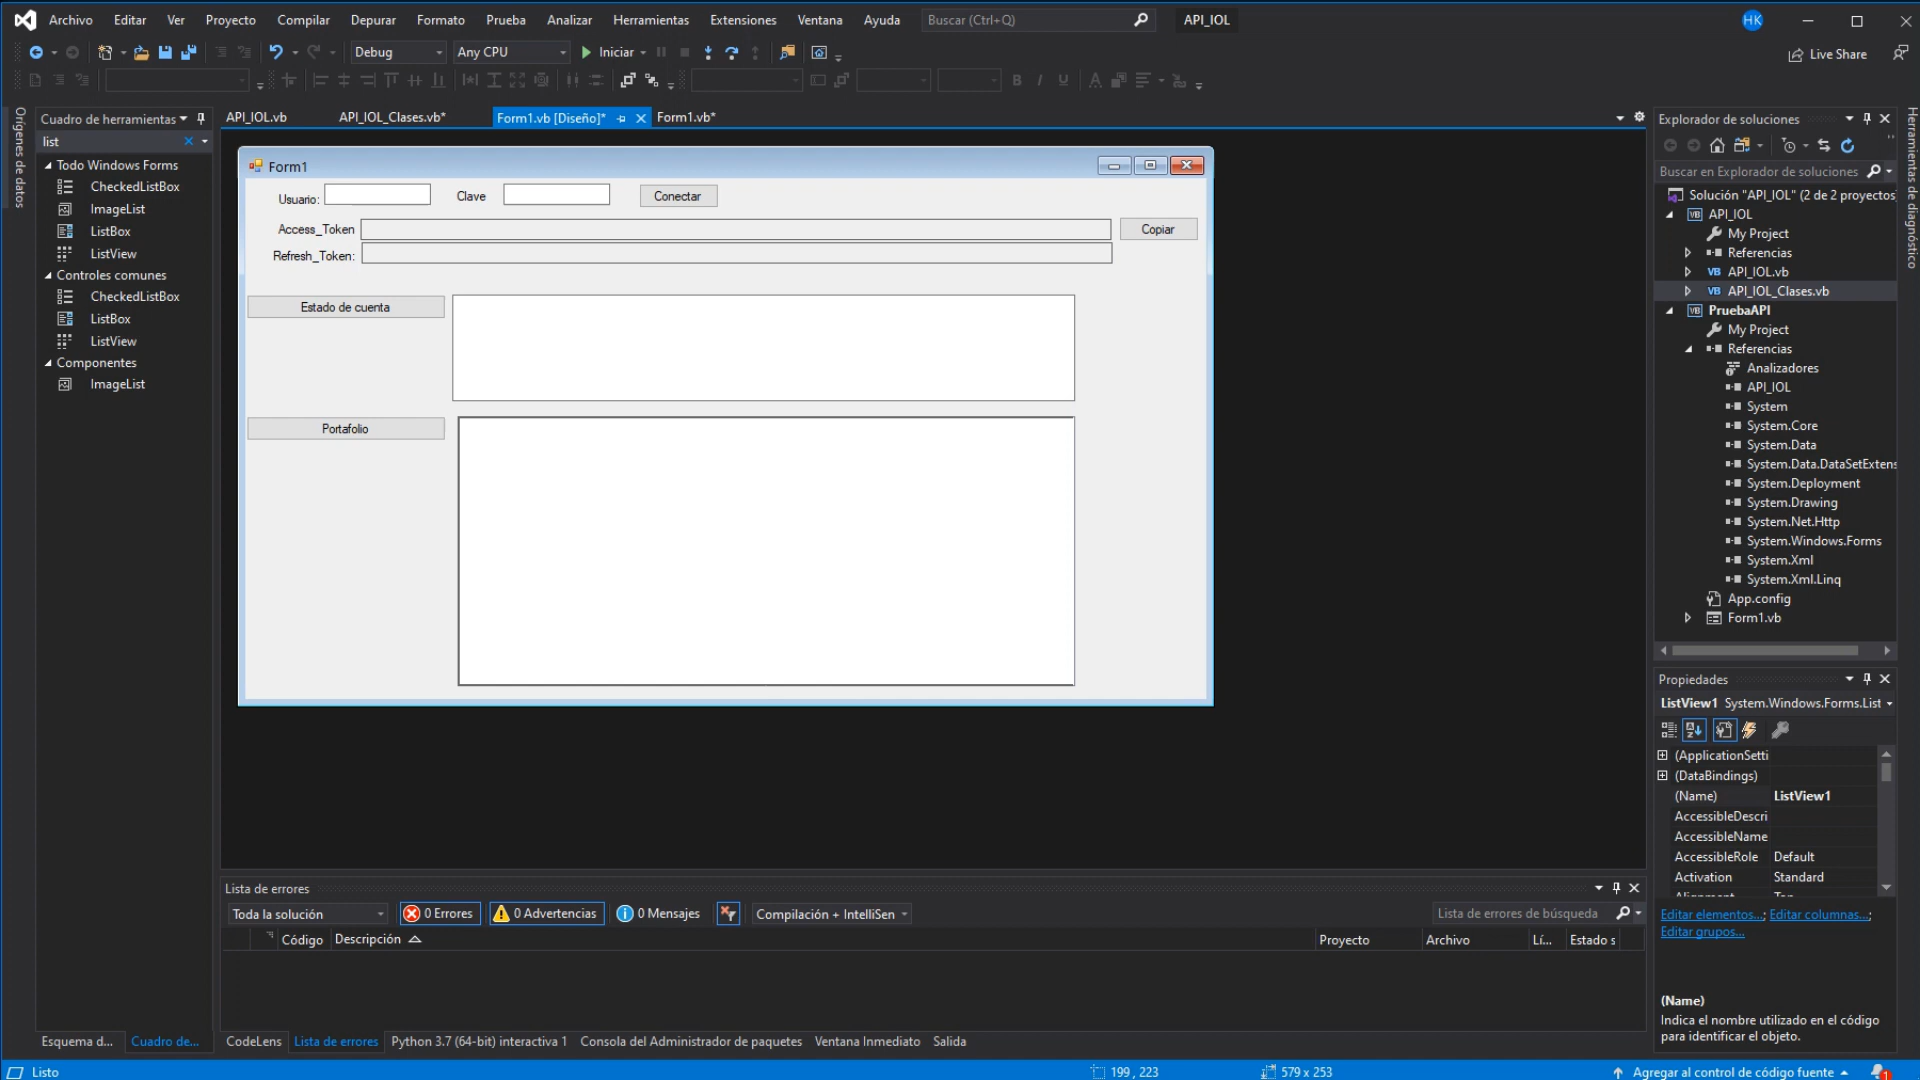 Archivo Editar Ver Proyecto Compilar Depurar Formato Prueba Analizar Herramientas Extensiones Ventana Ayuda Buscar (Ctrl+Q) API_IOL HK
Debug Any CPU Iniciar Live Share
B I U A
Orígenes de datos
Cuadro de herramientas
list
Todo Windows Forms
CheckedListBox
ImageList
ListBox
ListView
Controles comunes
CheckedListBox
ListBox
ListView
Componentes
ImageList
Esquema d... Cuadro de...
API_IOL.vb API_IOL_Clases.vb* Form1.vb [Diseño]* Form1.vb*
Form1
Usuario: Clave Conectar
Access_Token Copiar
Refresh_Token:
Estado de cuenta
Portafolio
Lista de errores
Toda la solución 0 Errores 0 Advertencias 0 Mensajes Compilación + IntelliSen Lista de errores de búsqueda
Código Descripción Proyecto Archivo Lí... Estado s
CodeLens Lista de errores Python 3.7 (64-bit) interactiva 1 Consola del Administrador de paquetes Ventana Inmediato Salida
Explorador de soluciones
Buscar en Explorador de soluciones
Solución "API_IOL" (2 de 2 proyectos
VB API_IOL
My Project
Referencias
VB API_IOL.vb
VB API_IOL_Clases.vb
VB PruebaAPI
My Project
Referencias
Analizadores
API_IOL
System
System.Core
System.Data
System.Data.DataSetExtens
System.Deployment
System.Drawing
System.Net.Http
System.Windows.Forms
System.Xml
System.Xml.Linq
App.config
Form1.vb
Propiedades
ListView1 System.Windows.Forms.List
(ApplicationSetti
(DataBindings)
(Name) ListView1
AccessibleDescri
AccessibleName
AccessibleRole Default
Activation Standard
Editar elementos...; Editar columnas...;
Editar grupos...
(Name)
Indica el nombre utilizado en el código
para identificar el objeto.
Herramientas de diagnóstico
Listo 199 , 223 579 x 253 Agregar al control de código fuente 1